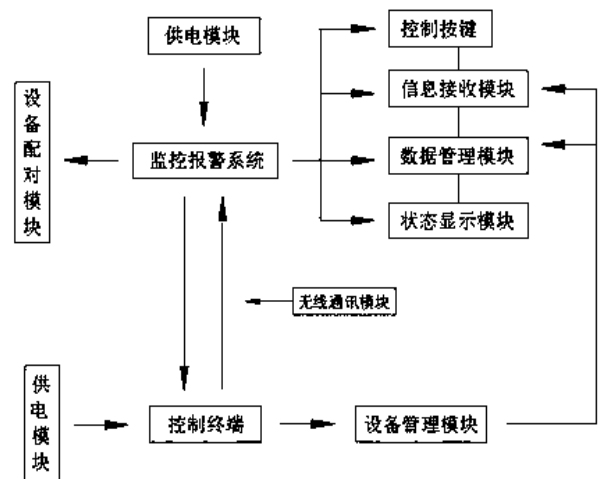 供电模块
控制按键
信息接收模块
设备配对模块
监控报警系统
数据管理模块
状态显示模块
无线通讯模块
供电模块
控制终端
设备管理模块